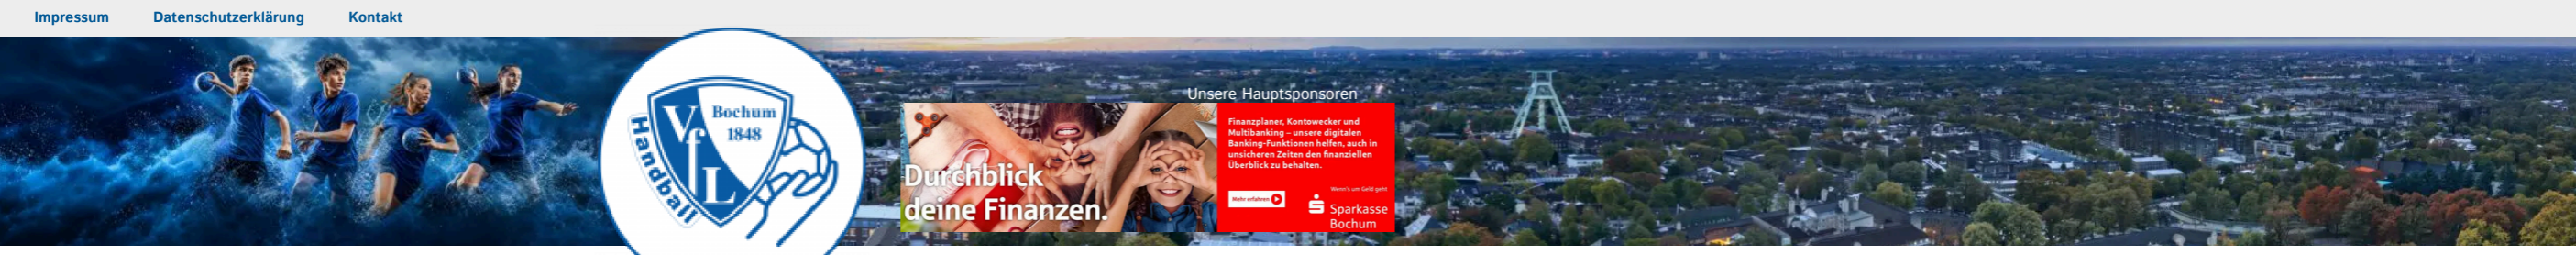 Impressum
Datenschutzerklärung
Kontakt
Handball
VfL
Bochum
1848
Unsere Hauptsponsoren
Durchblick
deine Finanzen.
Finanzplaner, Kontowecker und
Multibanking – unsere digitalen
Banking-Funktionen helfen, auch in
unsicheren Zeiten den finanziellen
Überblick zu behalten.
Mehr erfahren
Wenn's um Geld geht
Sparkasse
Bochum